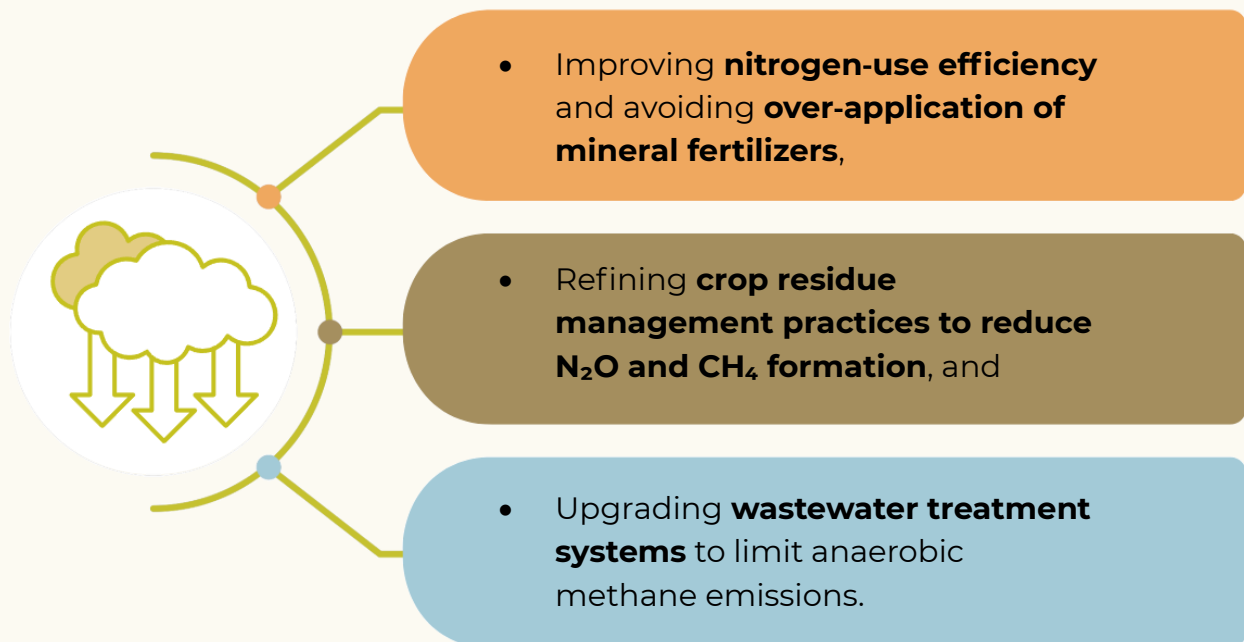 • Improving nitrogen-use efficiency
and avoiding over-application of
mineral fertilizers,
• Refining crop residue
management practices to reduce
N₂O and CH₄ formation, and
• Upgrading wastewater treatment
systems to limit anaerobic
methane emissions.